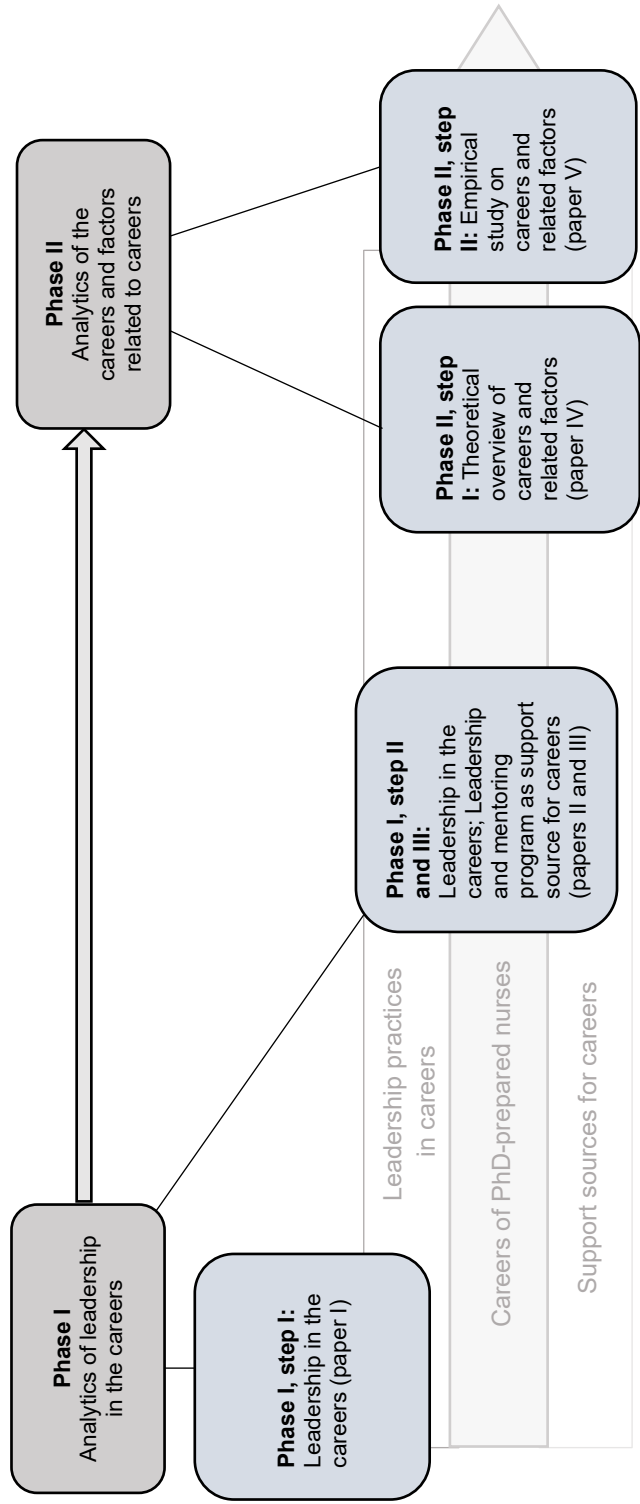 Phase I
Analytics of leadership
in the careers
Phase II
Analytics of the
careers and factors
related to careers
Phase I, step I:
Leadership in the
careers (paper I)
Phase I, step II
and III:
Leadership in the
careers; Leadership
and mentoring
program as support
source for careers
(papers II and III)
Phase II, step
I: Theoretical
overview of
careers and
related factors
(paper IV)
Phase II, step
II: Empirical
study on
careers and
related factors
(paper V)
Leadership practices
in careers
Careers of PhD-prepared nurses
Support sources for careers